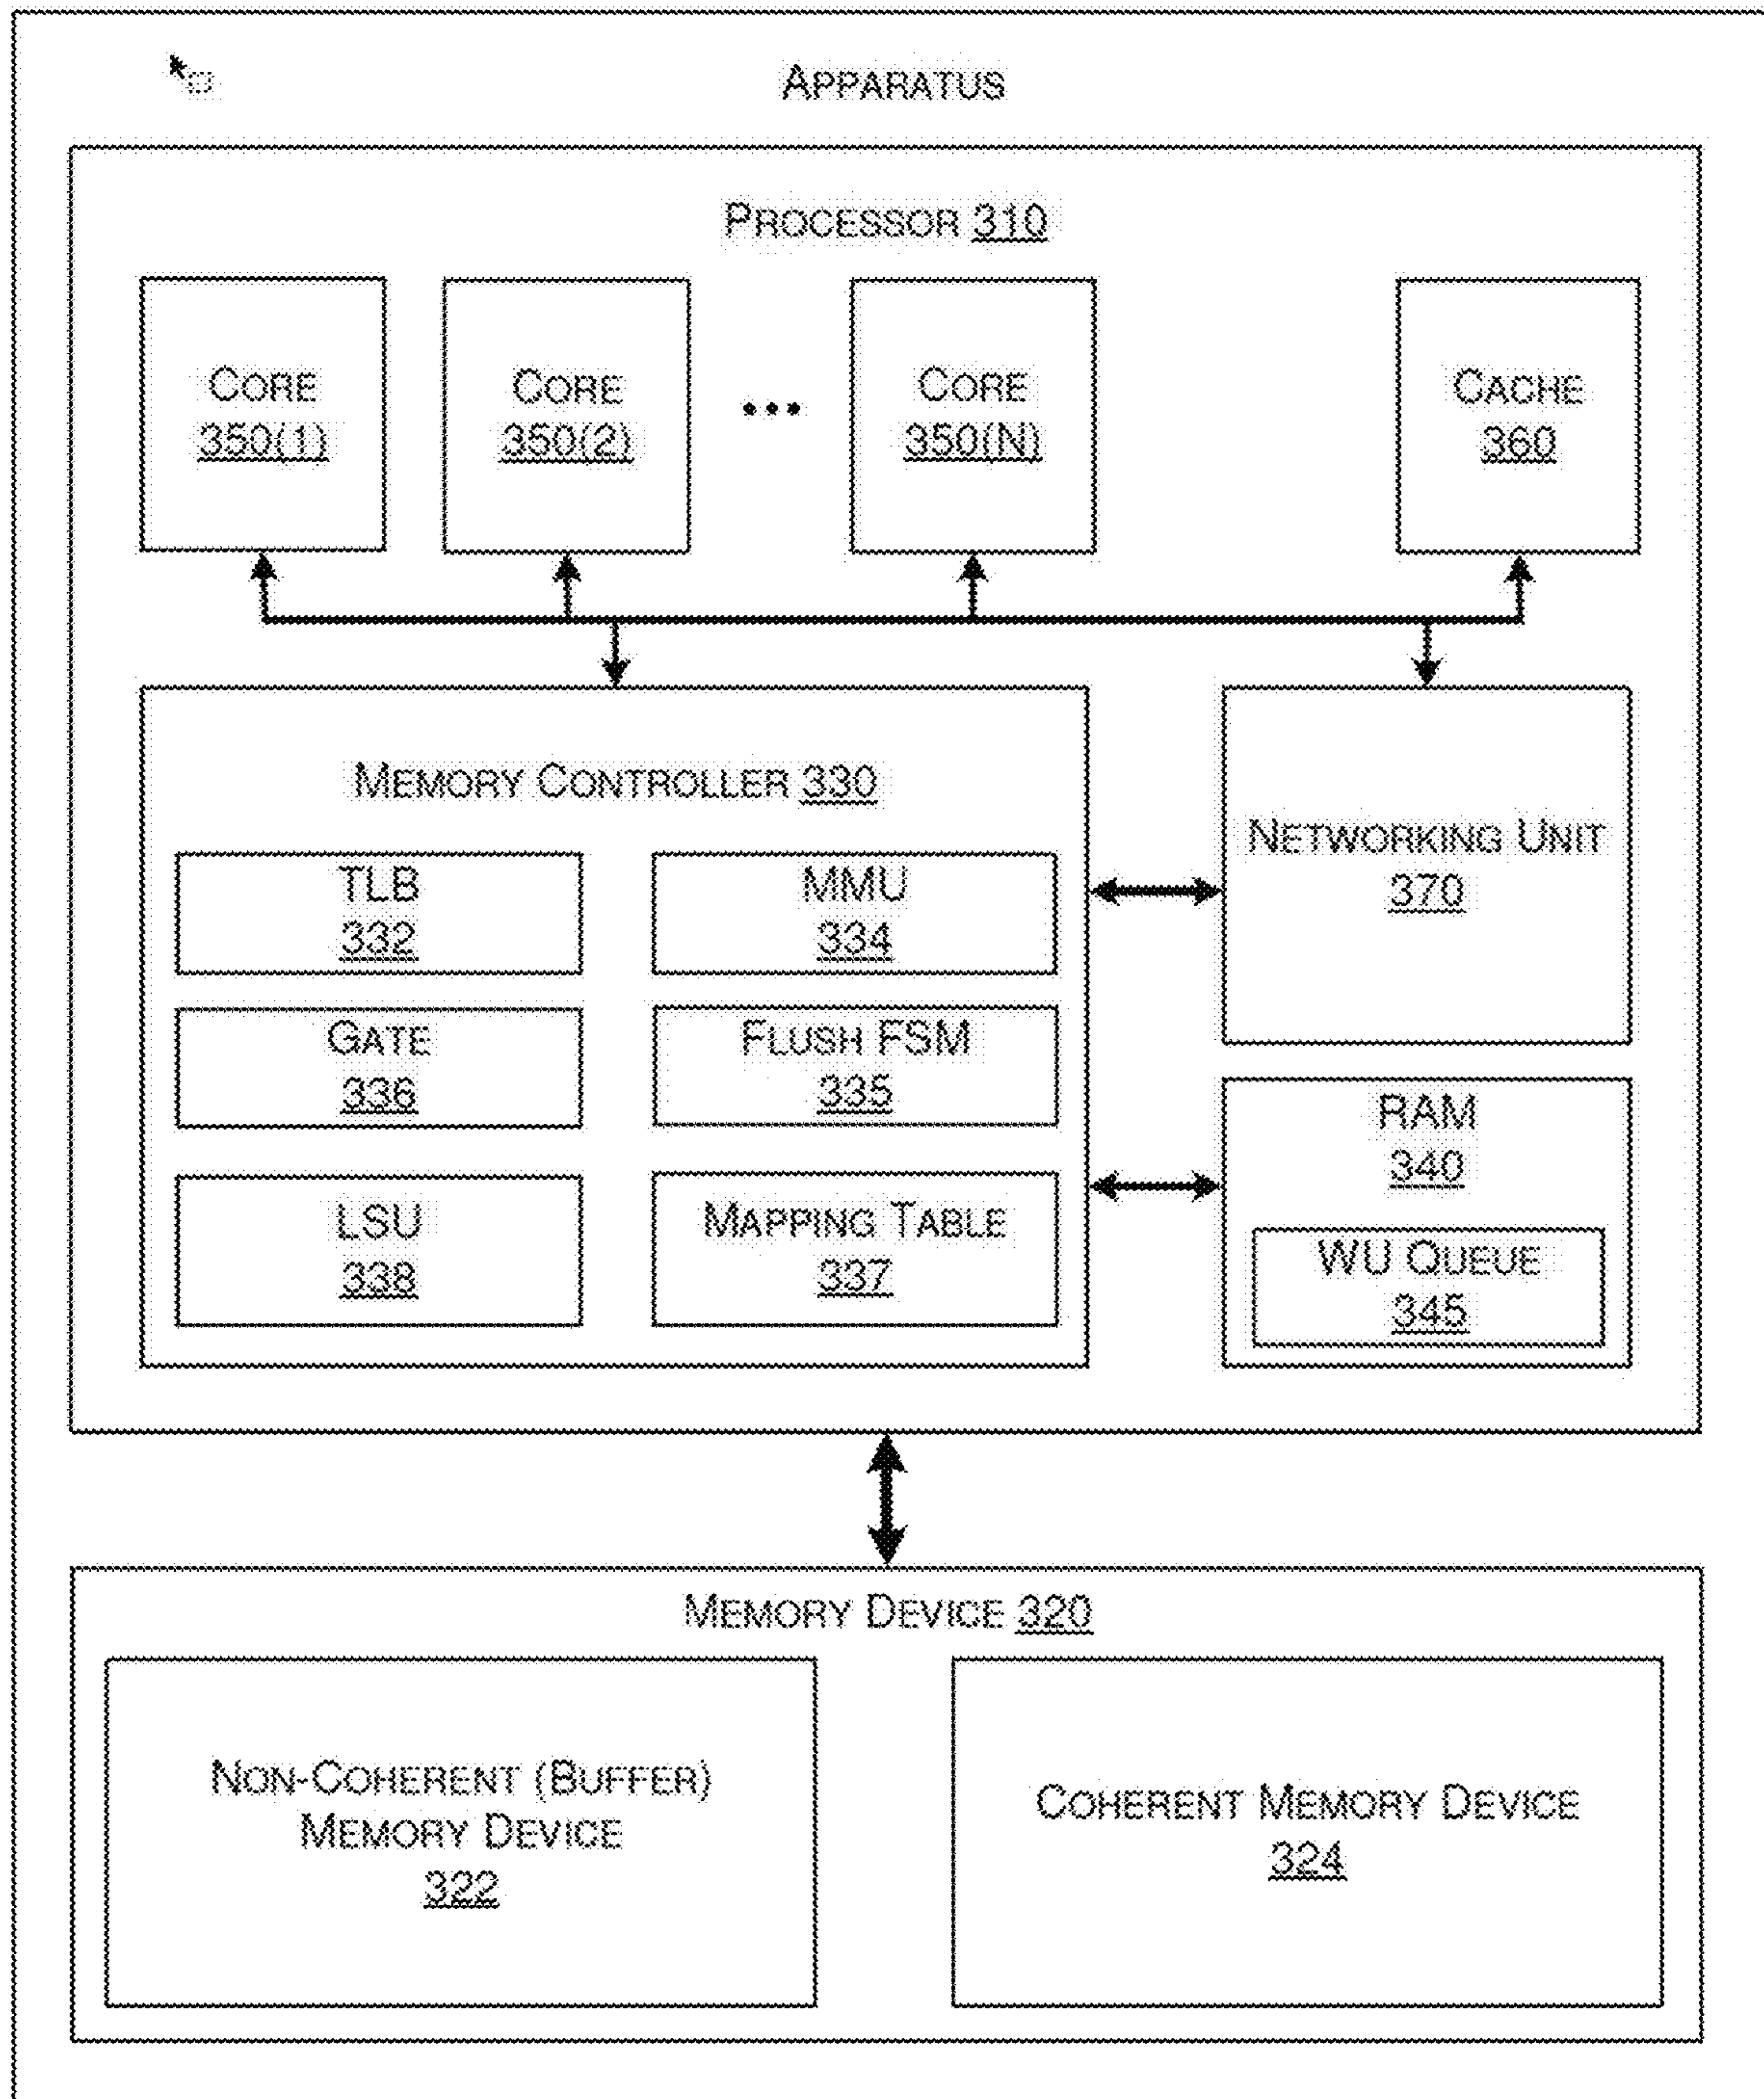 APPARATUS
PROCESSOR 310
CORE
350(1)
CORE
350(2)
•••
CORE
350(N)
CACHE
360
MEMORY CONTROLLER 330
TLB
332
MMU
334
GATE
336
FLUSH FSM
335
LSU
338
MAPPING TABLE
337
NETWORKING UNIT
370
RAM
340
WU QUEUE
345
MEMORY DEVICE 320
NON-COHERENT (BUFFER)
MEMORY DEVICE
322
COHERENT MEMORY DEVICE
324